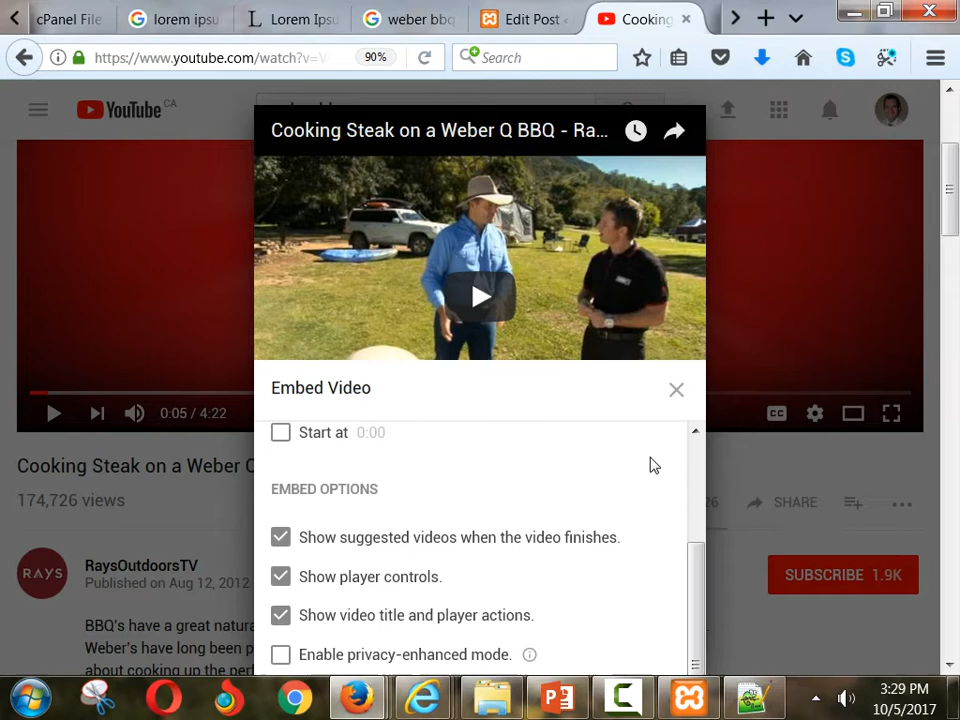 cPanel File
lorem ipsu
Lorem Ipsu
weber bbq
Edit Post
Cooking
https://www.youtube.com/watch?v=V
90%
Search
YouTube CA
Cooking Steak on a Weber Q BBQ - Ra...
0:05 / 4:22
CC
Embed Video
Start at 0:00
EMBED OPTIONS
Show suggested videos when the video finishes.
Show player controls.
Show video title and player actions.
Enable privacy-enhanced mode.
Cooking Steak on a Weber Q
174,726 views
26
SHARE
RAYS
RaysOutdoorsTV
Published on Aug 12, 2012
SUBSCRIBE 1.9K
BBQ's have a great natura
Weber's have long been p
about cooking up the perf
3:29 PM
10/5/2017